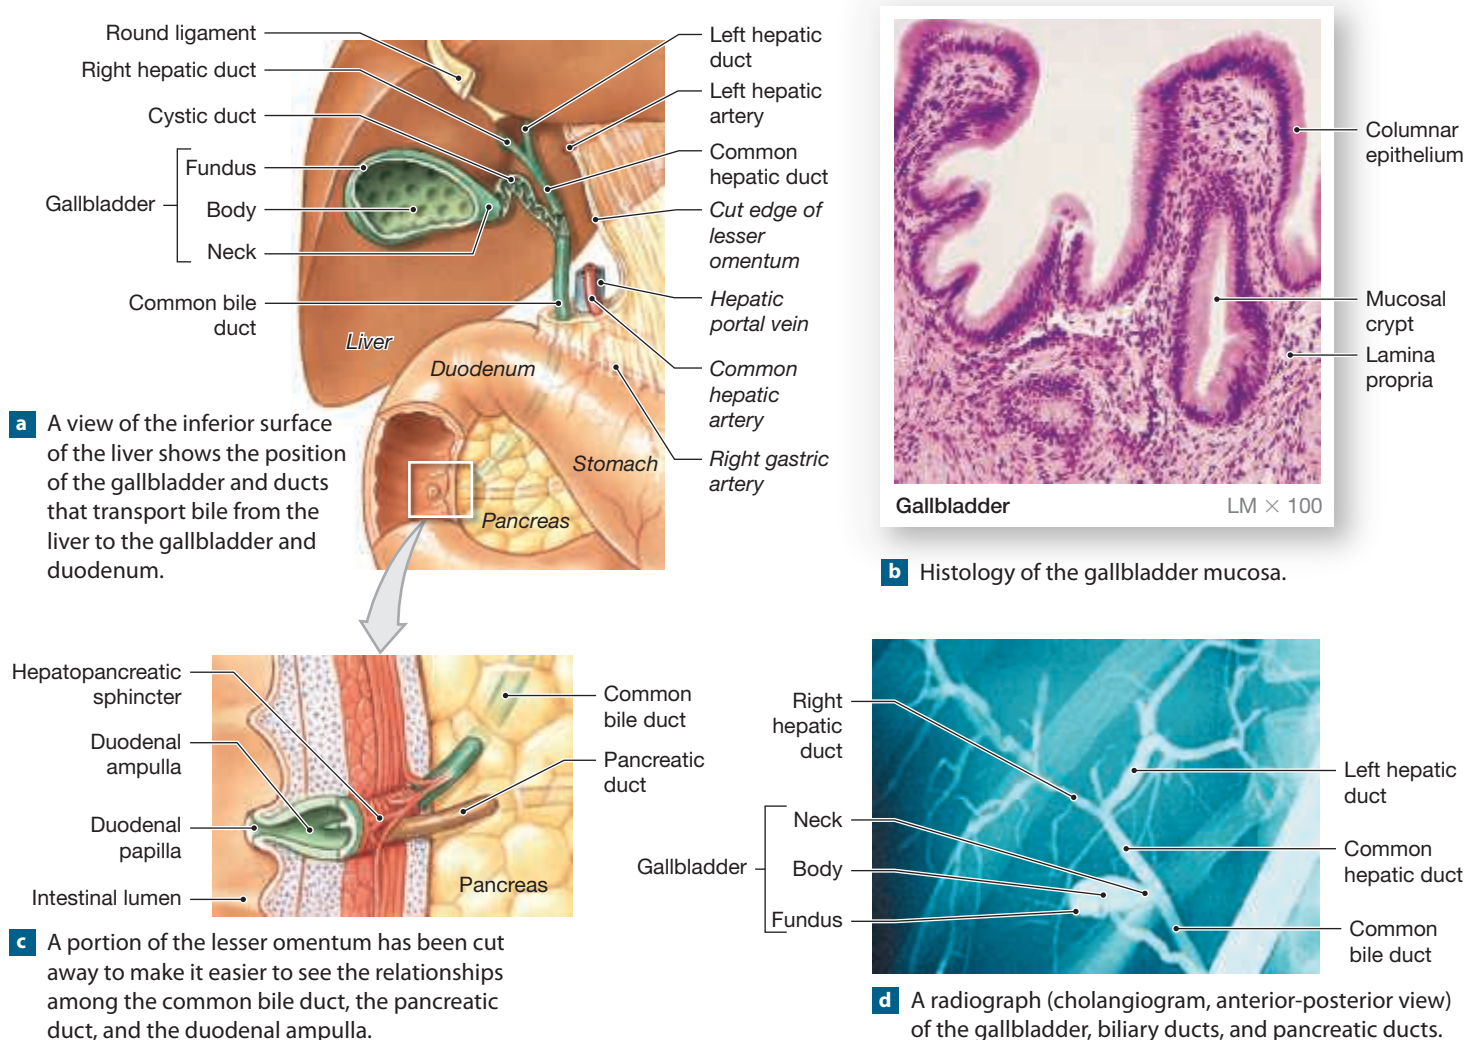 Round ligament
Right hepatic duct
Cystic duct
Fundus
Gallbladder
Body
Neck
Common bile
duct
Left hepatic
duct
Left hepatic
artery
Common
hepatic duct
Cut edge of
lesser
omentum
Hepatic
portal vein
Common
hepatic
artery
Right gastric
artery
Liver
Duodenum
Stomach
Pancreas
a A view of the inferior surface
of the liver shows the position
of the gallbladder and ducts
that transport bile from the
liver to the gallbladder and
duodenum.
Columnar
epithelium
Mucosal
crypt
Lamina
propria
Gallbladder LM × 100
b Histology of the gallbladder mucosa.
Hepatopancreatic
sphincter
Duodenal
ampulla
Duodenal
papilla
Intestinal lumen
Common
bile duct
Pancreatic
duct
Pancreas
c A portion of the lesser omentum has been cut
away to make it easier to see the relationships
among the common bile duct, the pancreatic
duct, and the duodenal ampulla.
Right
hepatic
duct
Neck
Gallbladder
Body
Fundus
Left hepatic
duct
Common
hepatic duct
Common
bile duct
d A radiograph (cholangiogram, anterior-posterior view)
of the gallbladder, biliary ducts, and pancreatic ducts.